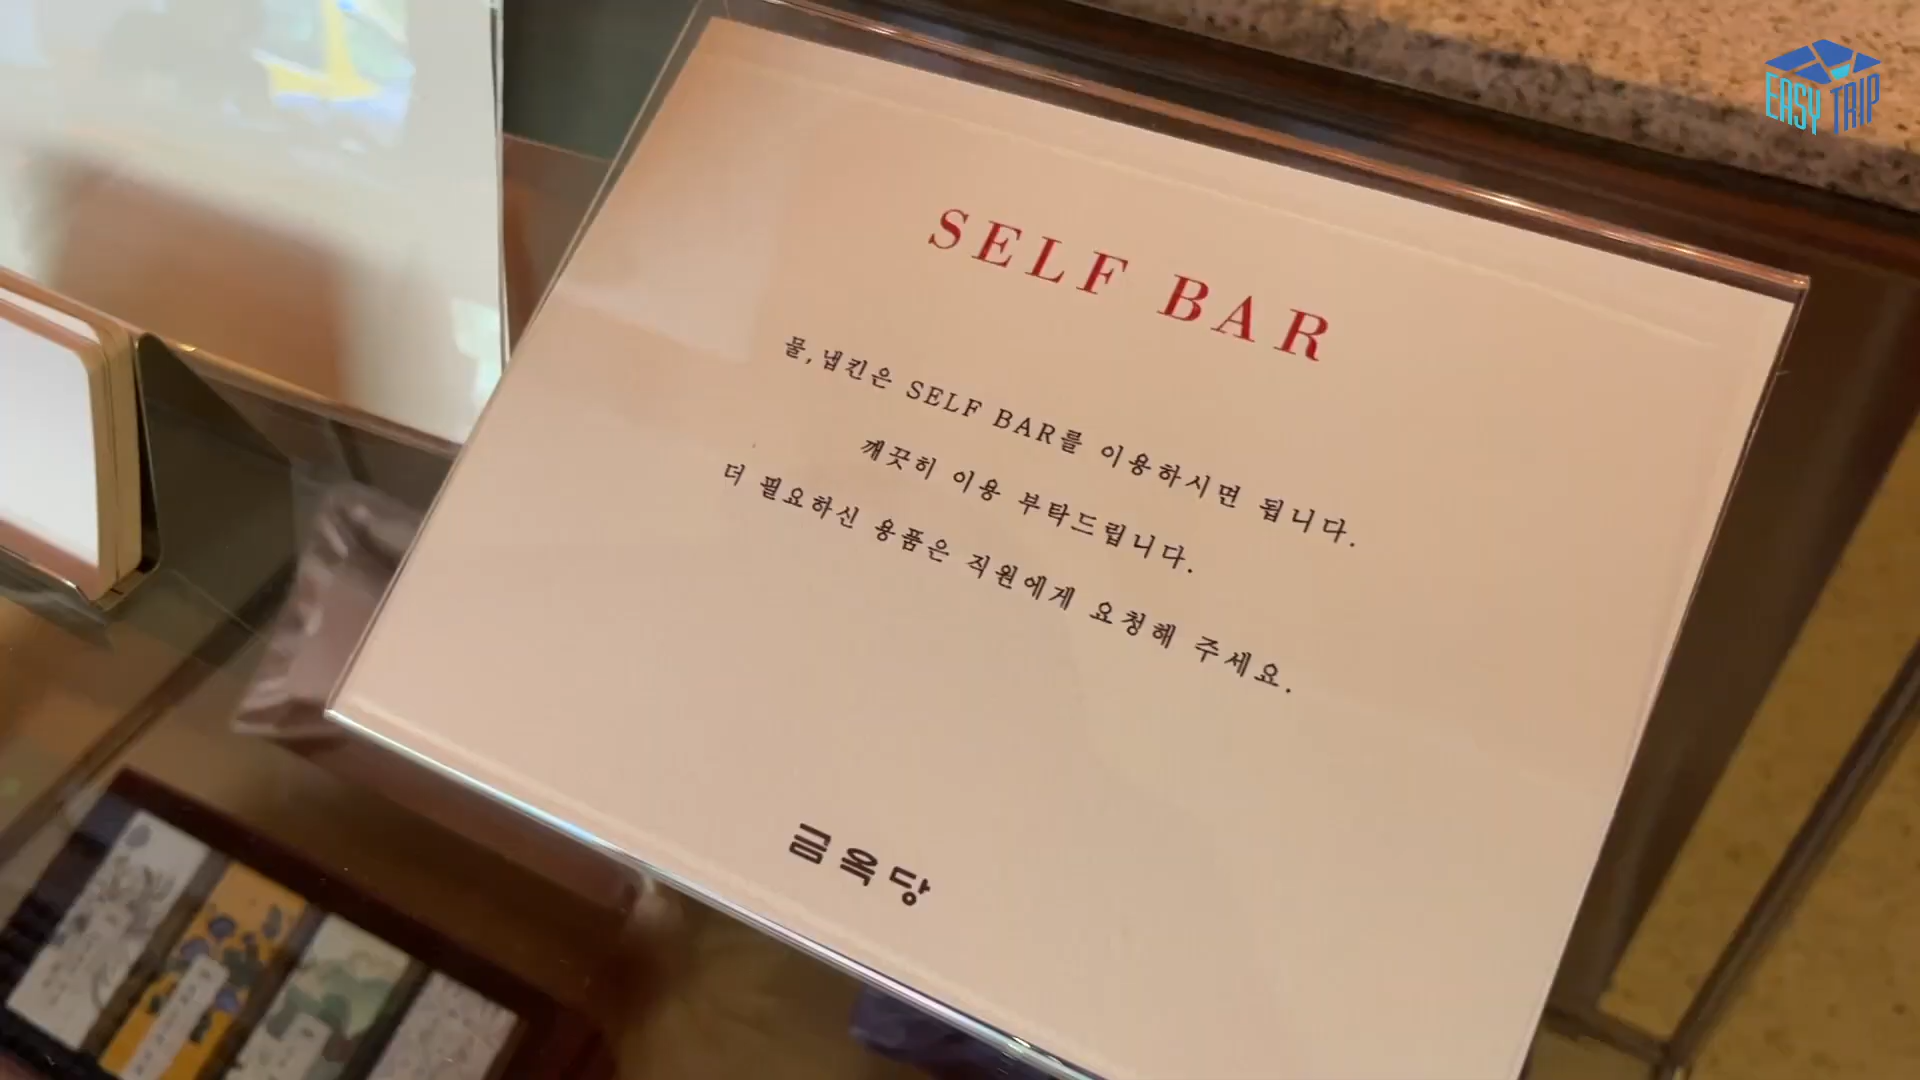 EASY TRIP
SELF BAR
물, 냅킨은 SELF BAR를 이용하시면 됩니다.
깨끗히 이용 부탁드립니다.
더 필요하신 용품은 직원에게 요청해 주세요.
금옥당